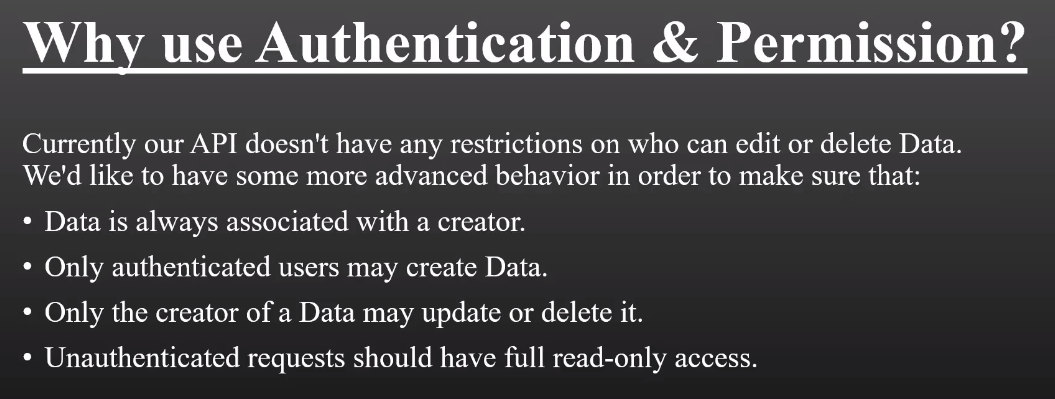 Why use Authentication & Permission?
Currently our API doesn't have any restrictions on who can edit or delete Data.
We'd like to have some more advanced behavior in order to make sure that:
• Data is always associated with a creator.
• Only authenticated users may create Data.
• Only the creator of a Data may update or delete it.
• Unauthenticated requests should have full read-only access.